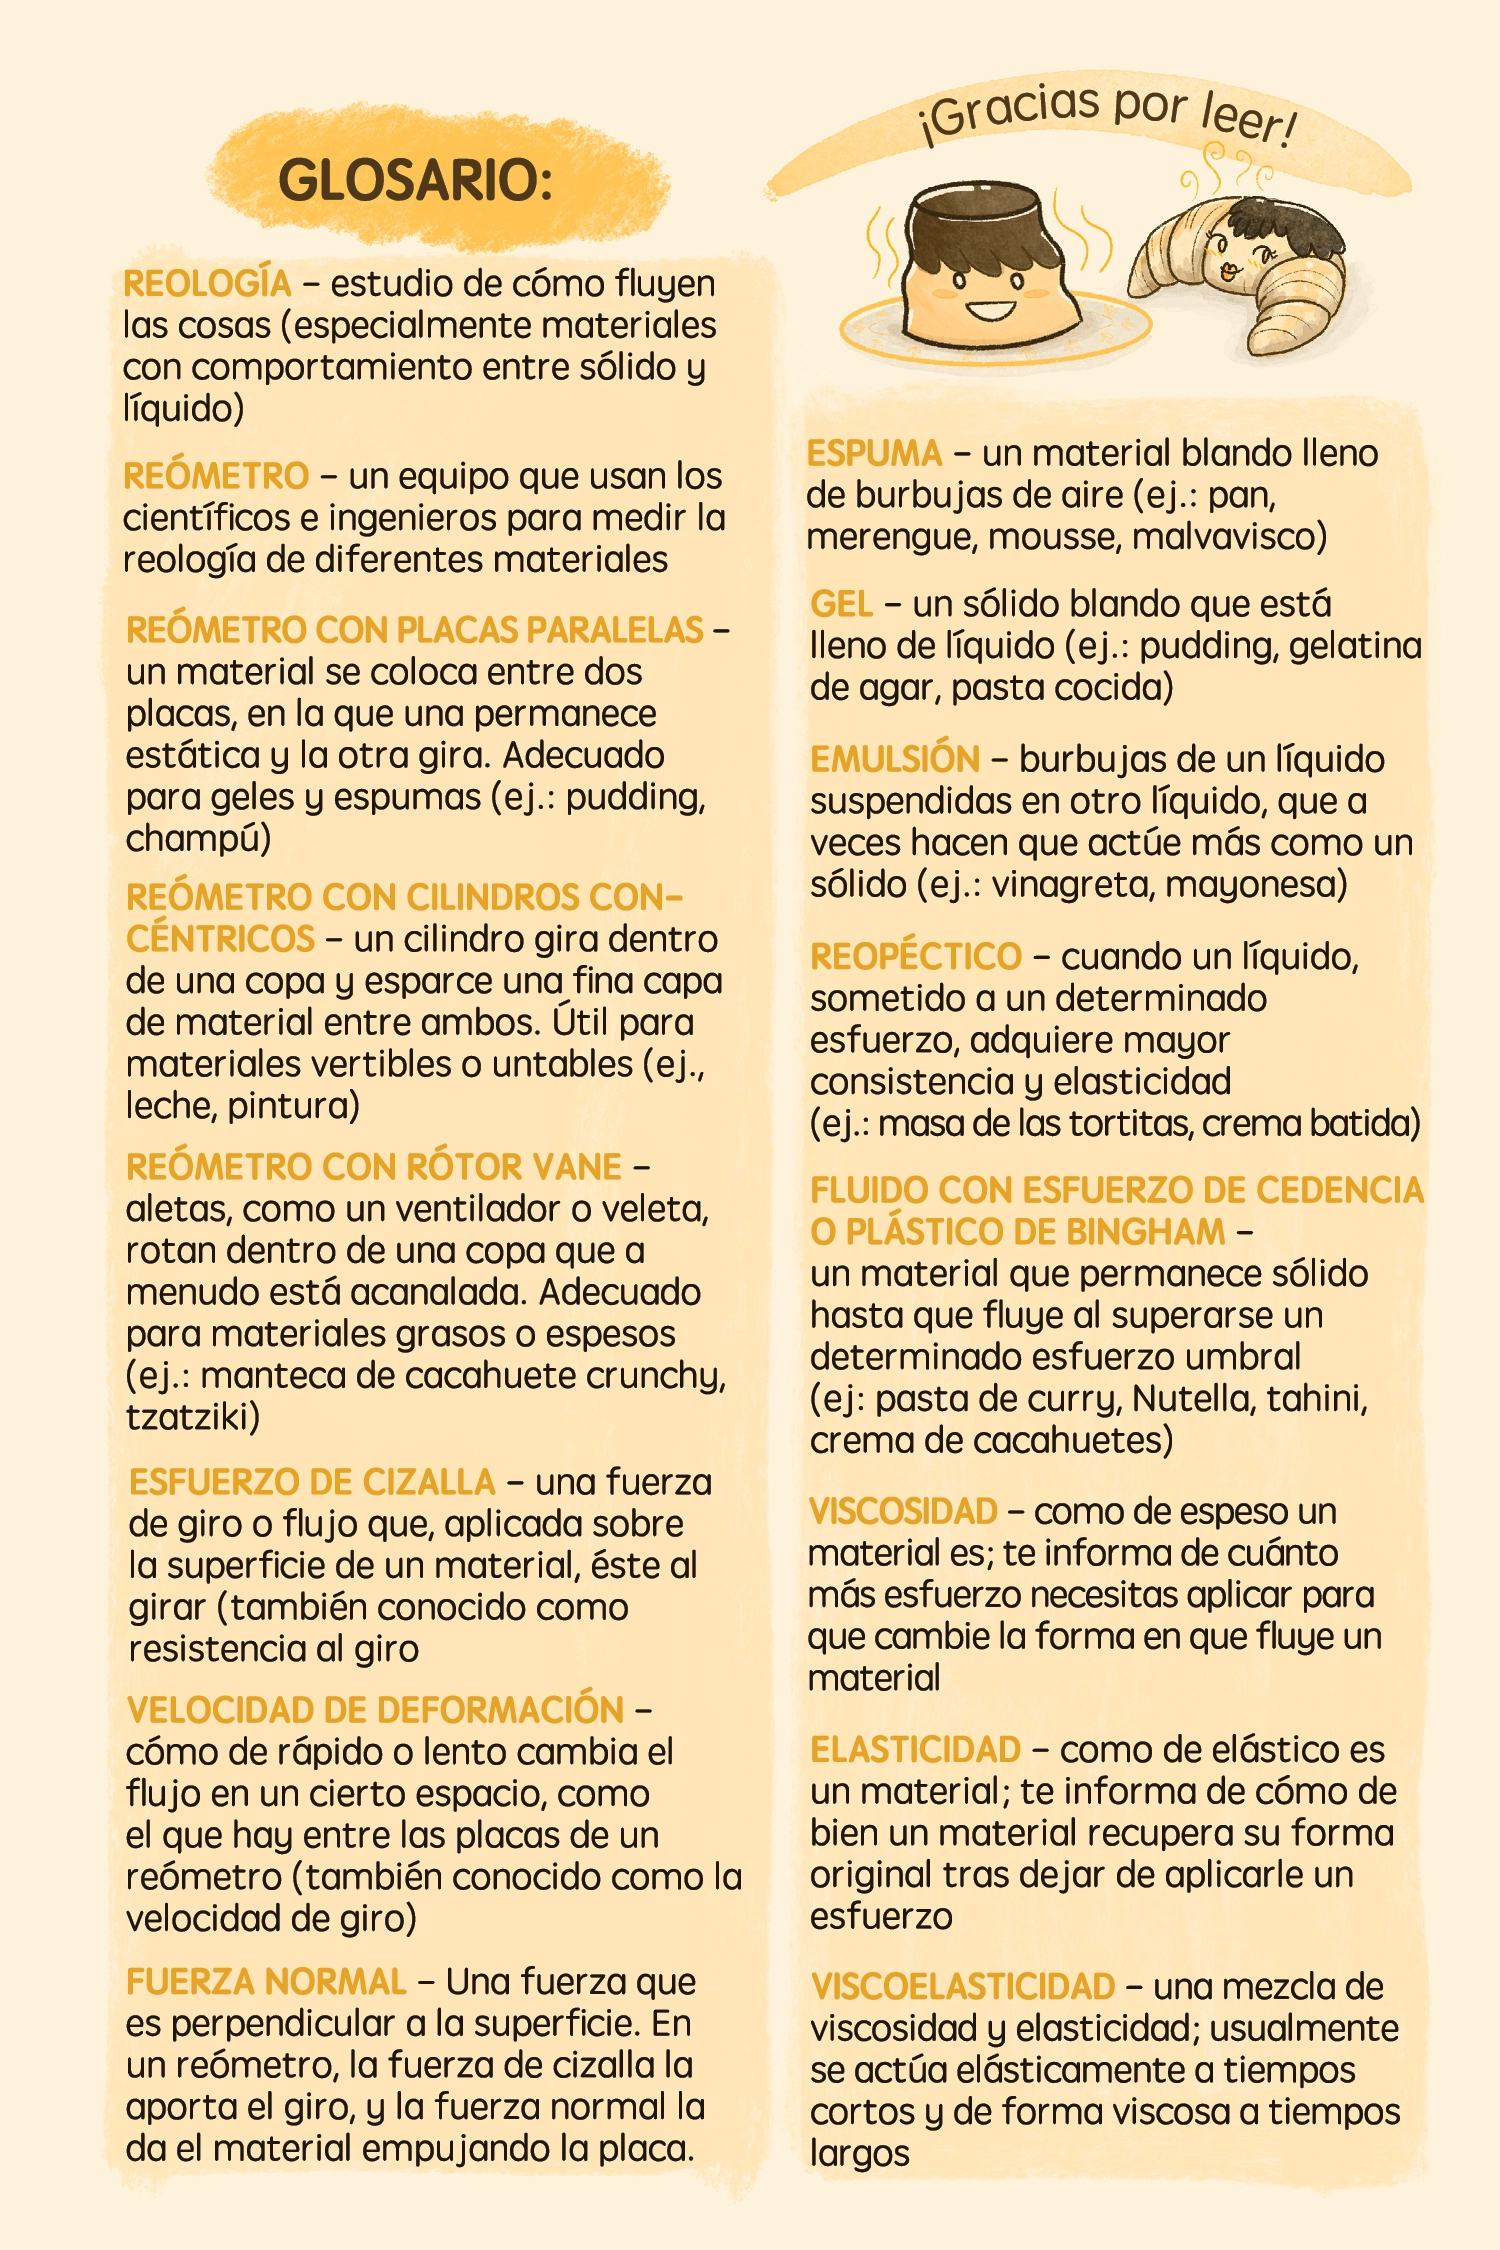 GLOSARIO:
REOLOGÍA – estudio de cómo fluyen
las cosas (especialmente materiales
con comportamiento entre sólido y
líquido)
REÓMETRO – un equipo que usan los
científicos e ingenieros para medir la
reología de diferentes materiales
REÓMETRO CON PLACAS PARALELAS –
un material se coloca entre dos
placas, en la que una permanece
estática y la otra gira. Adecuado
para geles y espumas (ej.: pudding,
champú)
REÓMETRO CON CILINDROS CON-
CÉNTRICOS – un cilindro gira dentro
de una copa y esparce una fina capa
de material entre ambos. Útil para
materiales vertibles o untables (ej.,
leche, pintura)
REÓMETRO CON RÓTOR VANE –
aletas, como un ventilador o veleta,
rotan dentro de una copa que a
menudo está acanalada. Adecuado
para materiales grasos o espesos
(ej.: manteca de cacahuete crunchy,
tzatziki)
ESFUERZO DE CIZALLA – una fuerza
de giro o flujo que, aplicada sobre
la superficie de un material, éste al
girar (también conocido como
resistencia al giro
VELOCIDAD DE DEFORMACIÓN –
cómo de rápido o lento cambia el
flujo en un cierto espacio, como
el que hay entre las placas de un
reómetro (también conocido como la
velocidad de giro)
FUERZA NORMAL – Una fuerza que
es perpendicular a la superficie. En
un reómetro, la fuerza de cizalla la
aporta el giro, y la fuerza normal la
da el material empujando la placa.
¡Gracias por leer!
ESPUMA – un material blando lleno
de burbujas de aire (ej.: pan,
merengue, mousse, malvavisco)
GEL – un sólido blando que está
lleno de líquido (ej.: pudding, gelatina
de agar, pasta cocida)
EMULSIÓN – burbujas de un líquido
suspendidas en otro líquido, que a
veces hacen que actúe más como un
sólido (ej.: vinagreta, mayonesa)
REOPÉCTICO – cuando un líquido,
sometido a un determinado
esfuerzo, adquiere mayor
consistencia y elasticidad
(ej.: masa de las tortitas, crema batida)
FLUIDO CON ESFUERZO DE CEDENCIA
O PLÁSTICO DE BINGHAM –
un material que permanece sólido
hasta que fluye al superarse un
determinado esfuerzo umbral
(ej: pasta de curry, Nutella, tahini,
crema de cacahuetes)
VISCOSIDAD – como de espeso un
material es; te informa de cuánto
más esfuerzo necesitas aplicar para
que cambie la forma en que fluye un
material
ELASTICIDAD – como de elástico es
un material; te informa de cómo de
bien un material recupera su forma
original tras dejar de aplicarle un
esfuerzo
VISCOELASTICIDAD – una mezcla de
viscosidad y elasticidad; usualmente
se actúa elásticamente a tiempos
cortos y de forma viscosa a tiempos
largos